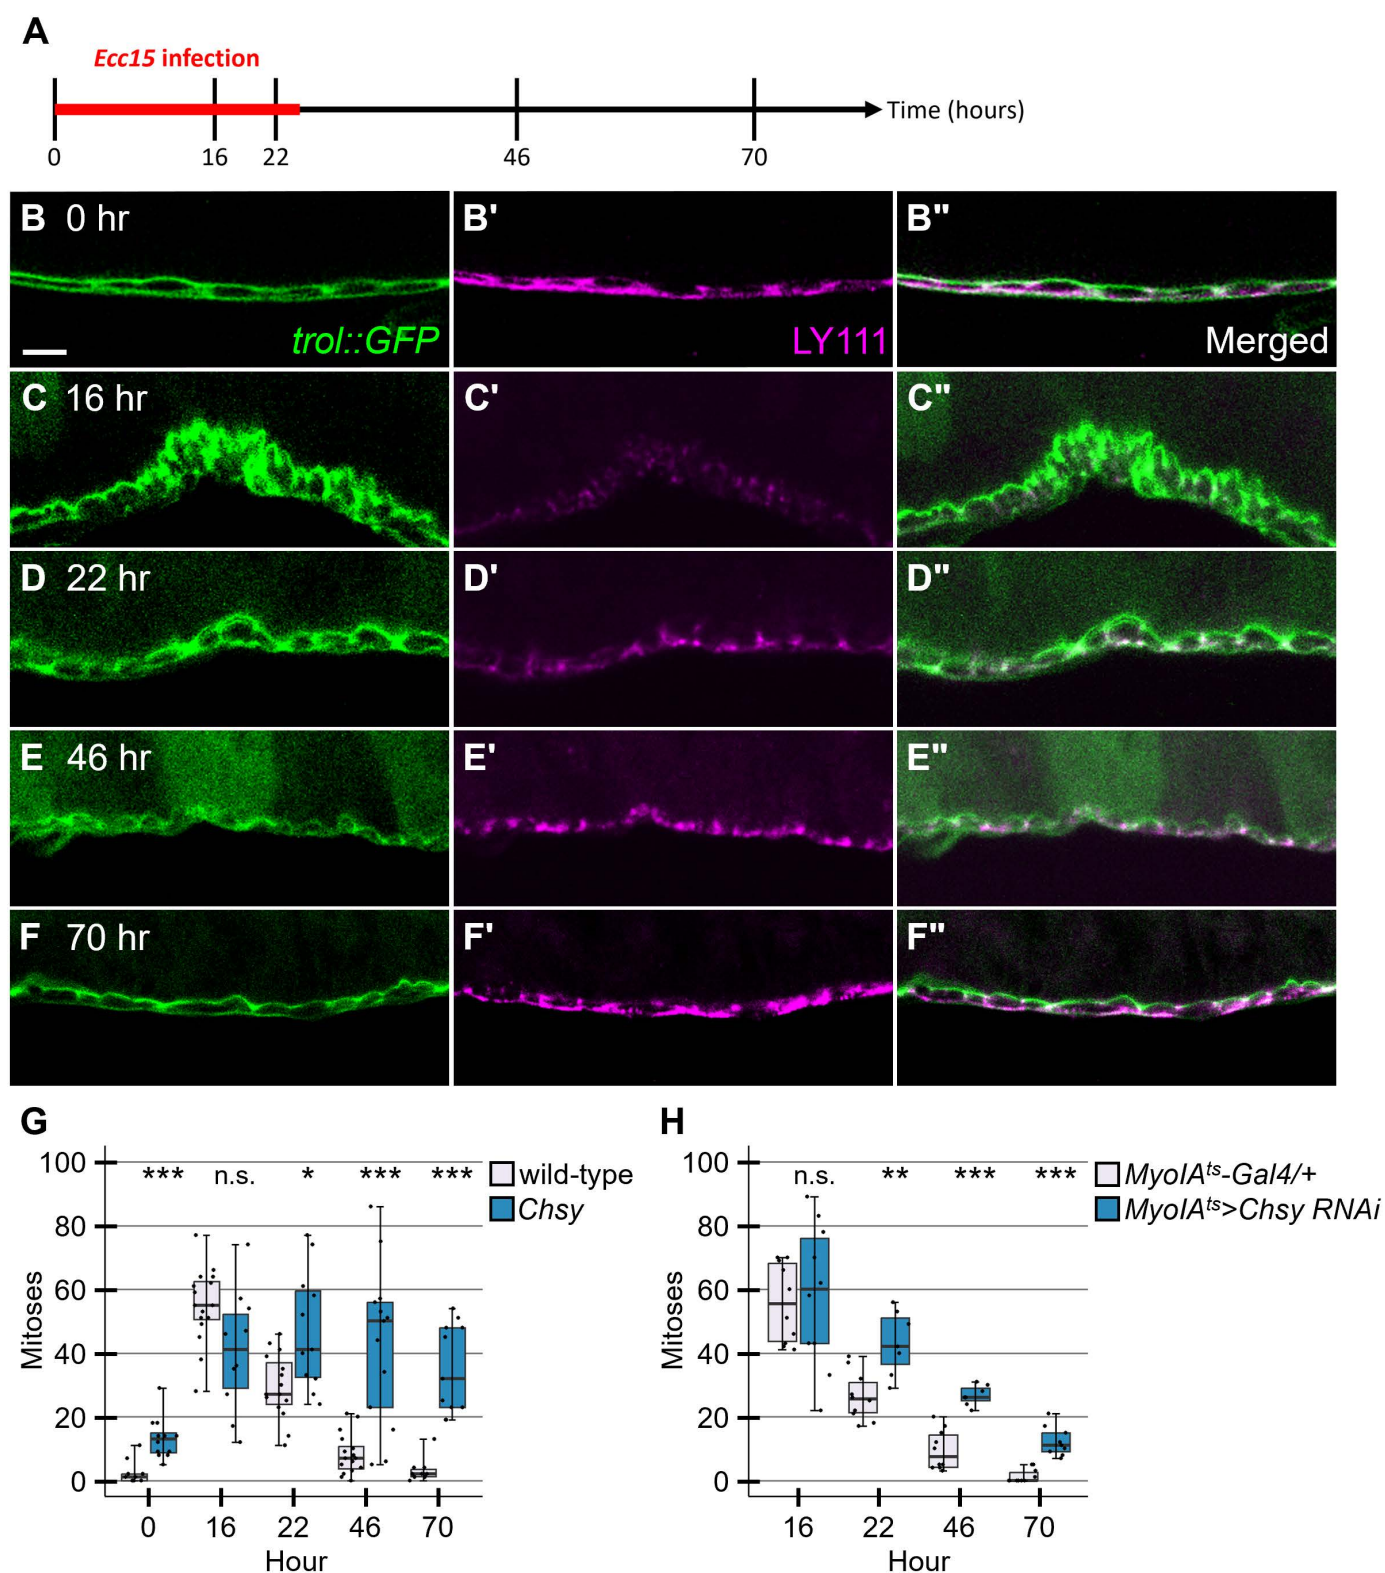 A
Ecc15 infection
Time (hours)
0 16 22 46 70
B 0 hr B' B"
trol::GFP LY111 Merged
C 16 hr C' C"
D 22 hr D' D"
E 46 hr E' E"
F 70 hr F' F"
G
100 *** n.s. * *** ***
80
60
40
20
0
Mitoses
0 16 22 46 70
Hour
wild-type
Chsy
H
100 n.s. ** *** ***
80
60
40
20
0
Mitoses
16 22 46 70
Hour
MyoIAts-Gal4/+
MyoIAts>Chsy RNAi